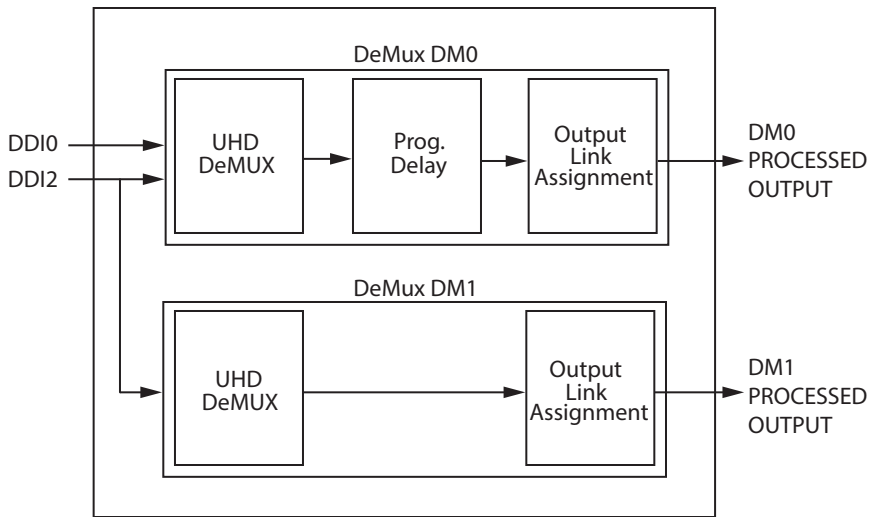 DeMux DM0
DDI0
DDI2
UHD
DeMUX
Prog.
Delay
Output
Link
Assignment
DM0
PROCESSED
OUTPUT
DeMux DM1
UHD
DeMUX
Output
Link
Assignment
DM1
PROCESSED
OUTPUT